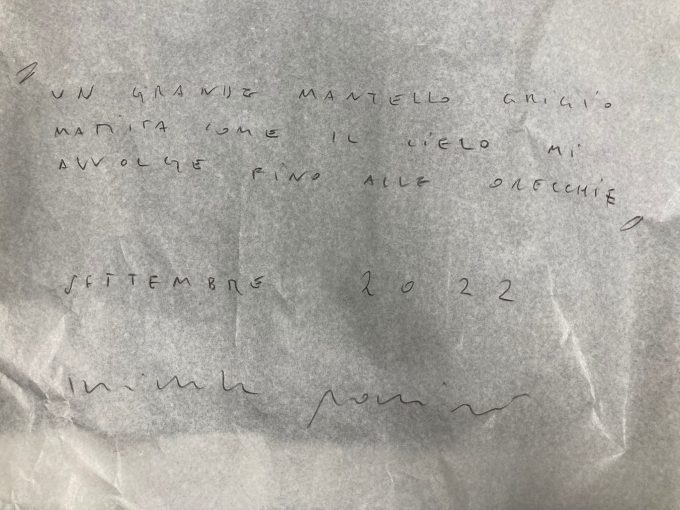 "UN GRANDE MANTELLO GRIGIO
MATITA COME IL CIELO MI
AVVOLGE FINO ALLE ORECCHIE"
SETTEMBRE 2022